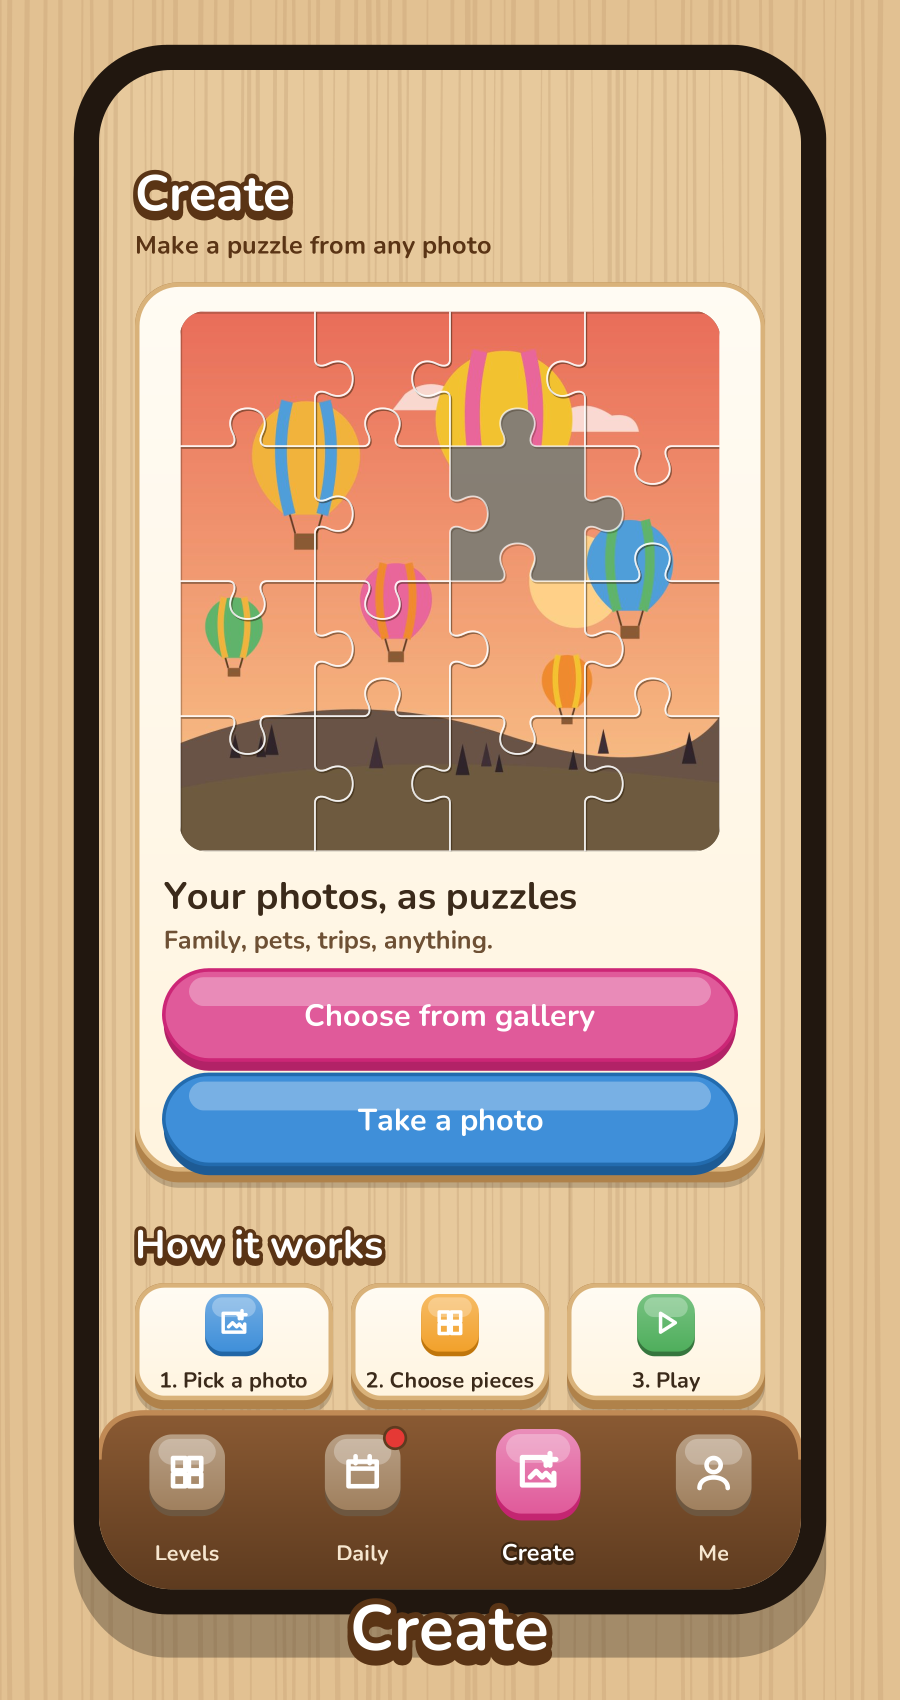 Create
Make a puzzle from any photo
Your photos, as puzzles
Family, pets, trips, anything.
Choose from gallery
Take a photo
How it works
1. Pick a photo
2. Choose pieces
3. Play
Levels
Daily
Create
Me
Create